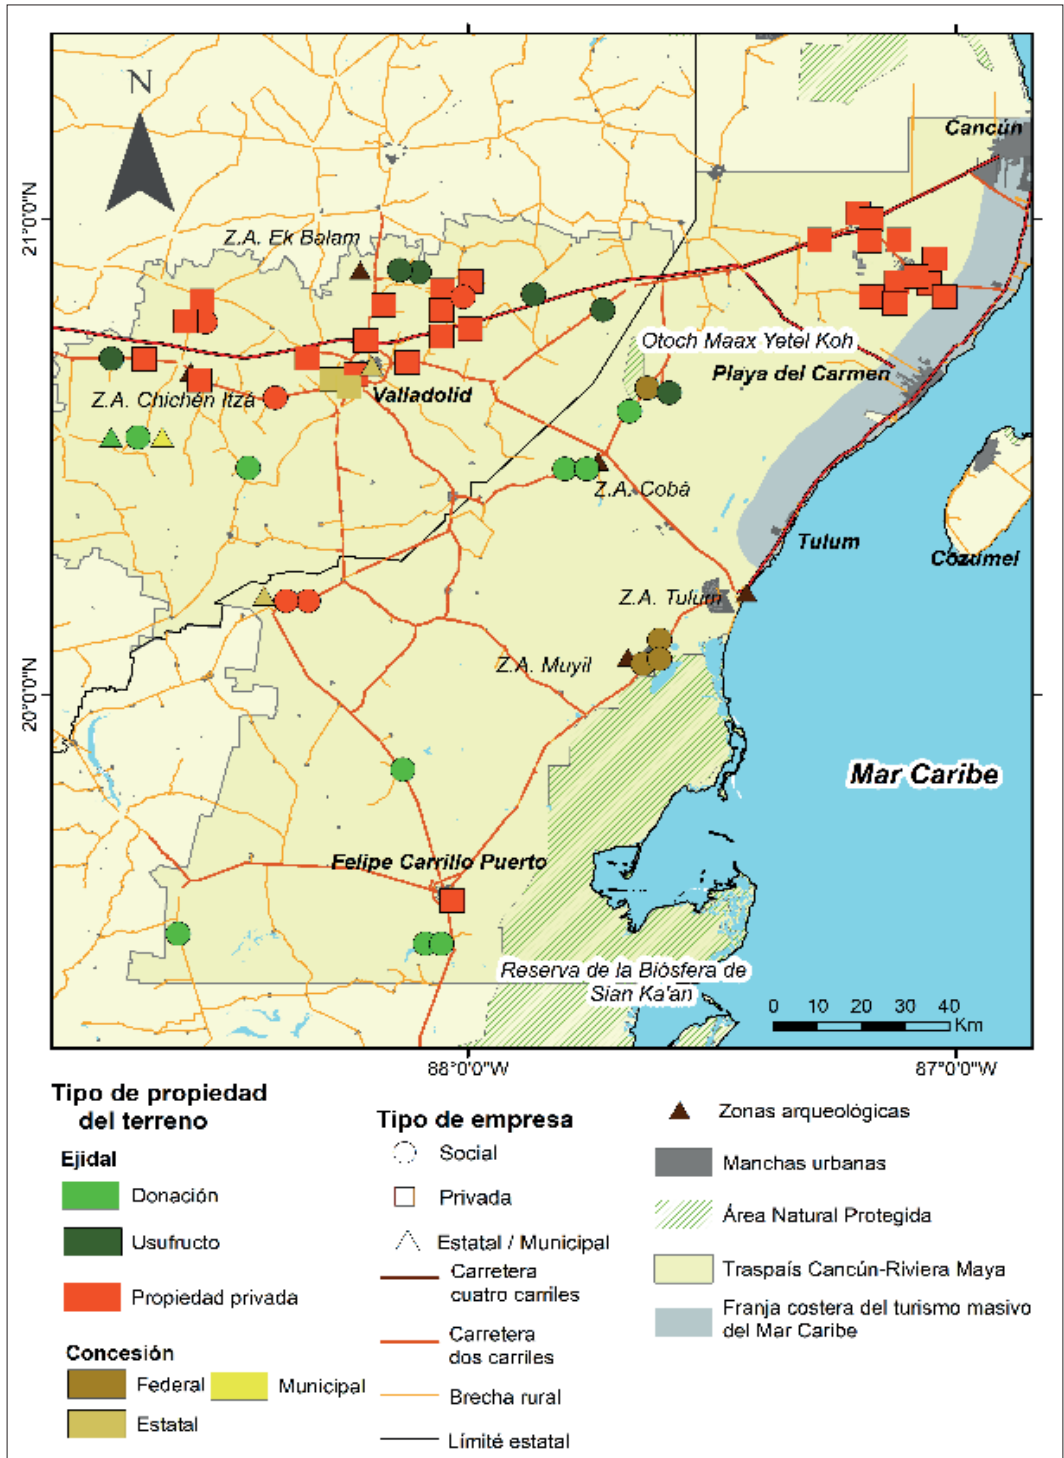 N
Cancún
21°0'0"N
Z.A. Ek Balam
Otoch Maax Yetel Koh
Playa del Carmen
Valladolid
Z.A. Chichén Itzá
Z.A. Cobá
Tulum
Cozumel
Z.A. Tulum
Z.A. Muyil
20°0'0"N
Mar Caribe
Felipe Carrillo Puerto
Reserva de la Biósfera de
Sian Ka'an
0 10 20 30 40
Km
88°0'0"W
87°0'0"W
Tipo de propiedad
del terreno
Ejidal
Donación
Usufructo
Propiedad privada
Concesión
Federal
Municipal
Estatal
Tipo de empresa
Social
Privada
Estatal / Municipal
Carretera
cuatro carriles
Carretera
dos carriles
Brecha rural
Límité estatal
Zonas arqueológicas
Manchas urbanas
Área Natural Protegida
Traspaís Cancún-Riviera Maya
Franja costera del turismo masivo
del Mar Caribe